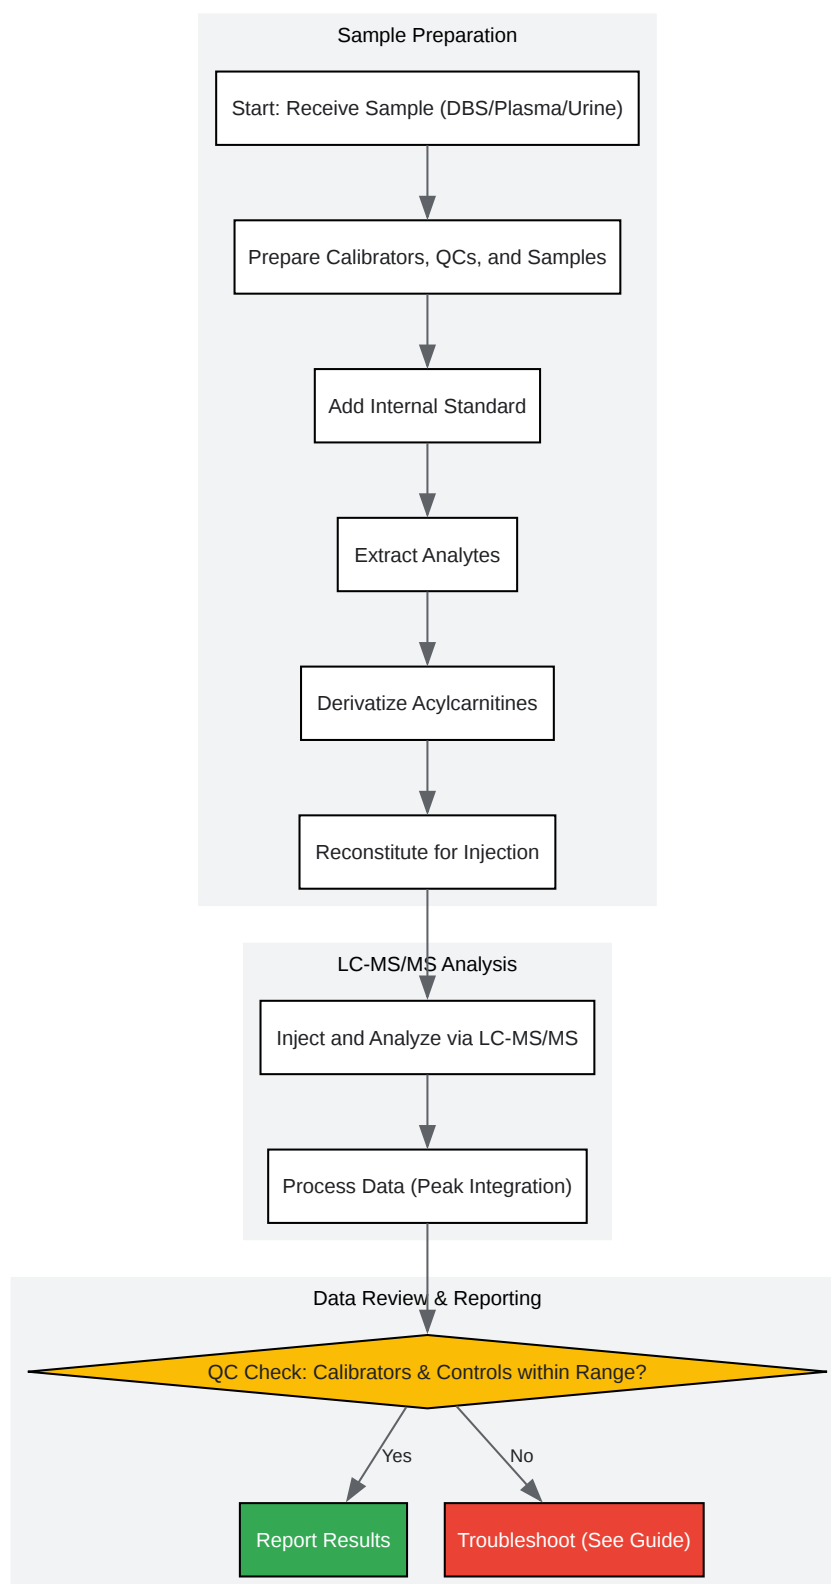 Sample Preparation
Start: Receive Sample (DBS/Plasma/Urine)
Prepare Calibrators, QCs, and Samples
Add Internal Standard
Extract Analytes
Derivatize Acylcarnitines
Reconstitute for Injection
LC-MS/MS Analysis
Inject and Analyze via LC-MS/MS
Process Data (Peak Integration)
Data Review & Reporting
QC Check: Calibrators & Controls within Range?
Yes
No
Report Results
Troubleshoot (See Guide)